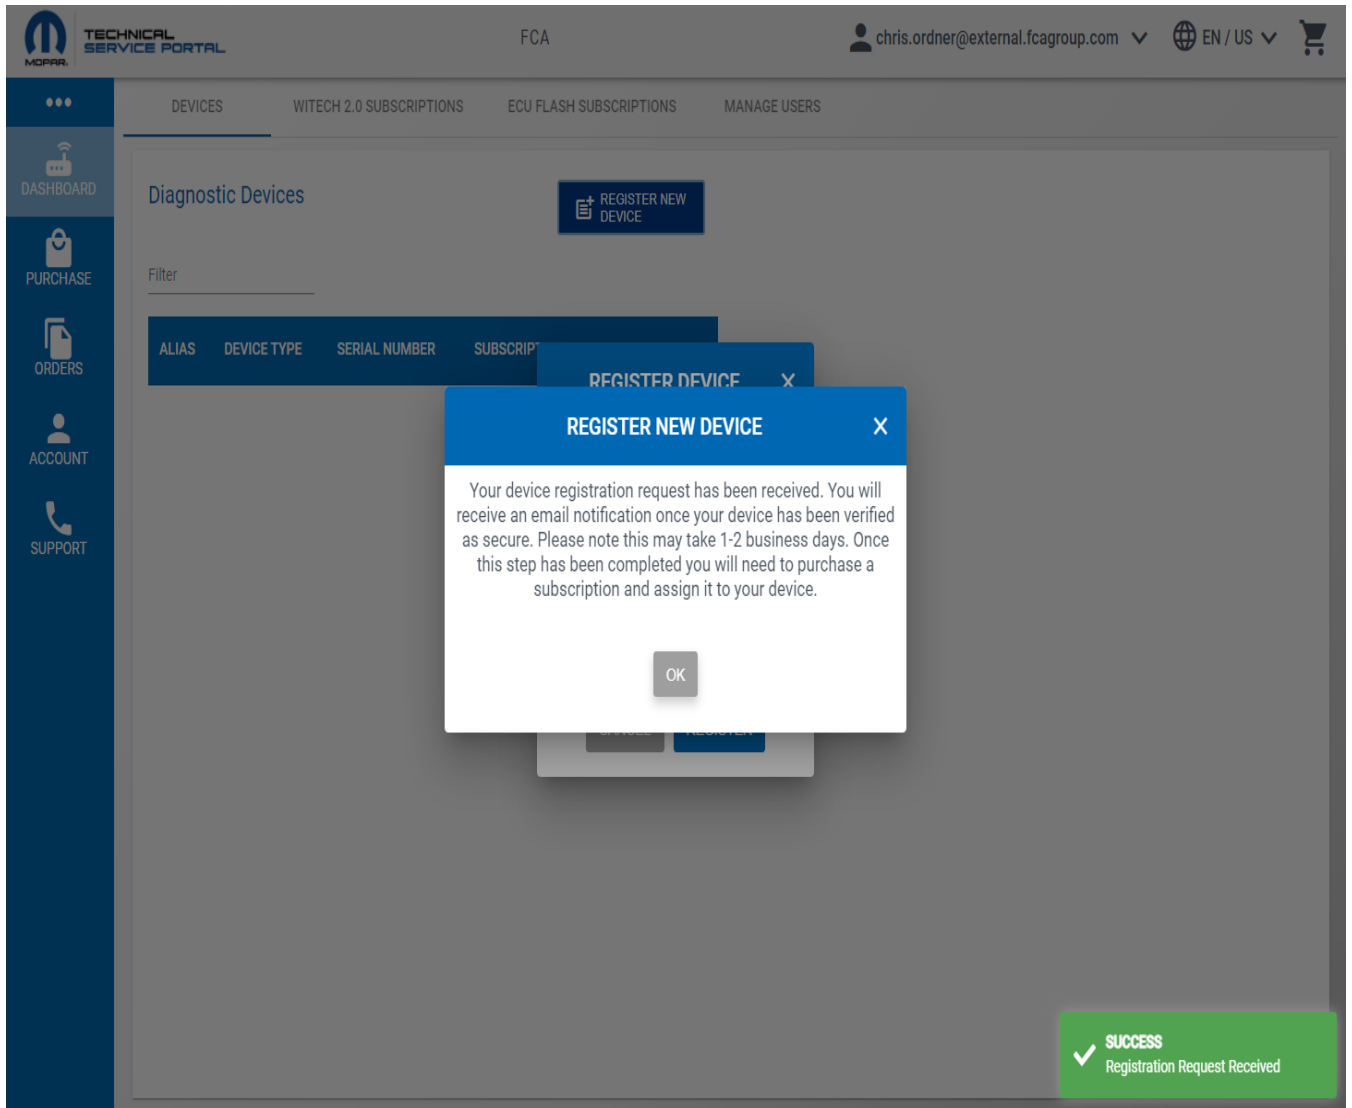 MOPAR.
TECHNICAL
SERVICE PORTAL
FCA
chris.ordner@external.fcagroup.com
EN / US
DEVICES
WITECH 2.0 SUBSCRIPTIONS
ECU FLASH SUBSCRIPTIONS
MANAGE USERS
DASHBOARD
PURCHASE
ORDERS
ACCOUNT
SUPPORT
Diagnostic Devices
REGISTER NEW
DEVICE
Filter
ALIAS
DEVICE TYPE
SERIAL NUMBER
SUBSCRIPT
REGISTER DEVICE
X
REGISTER NEW DEVICE
X
Your device registration request has been received. You will
receive an email notification once your device has been verified
as secure. Please note this may take 1-2 business days. Once
this step has been completed you will need to purchase a
subscription and assign it to your device.
OK
CANCEL
REGISTER
SUCCESS
Registration Request Received